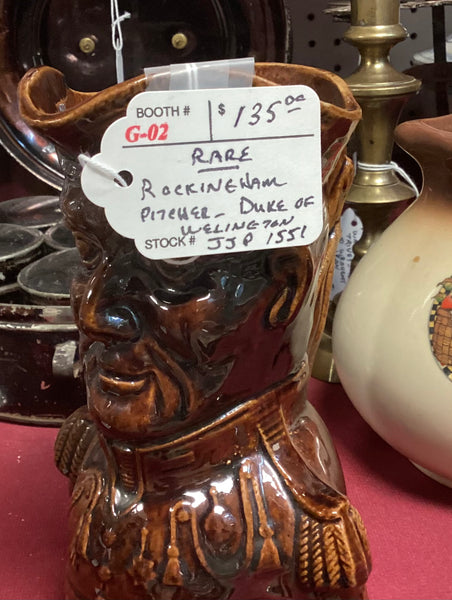 BOOTH # $ 135 00
G-02
RARE
ROCKINGHAM
PITCHER - DUKE OF
WELINGTON
STOCK# JJP 1551